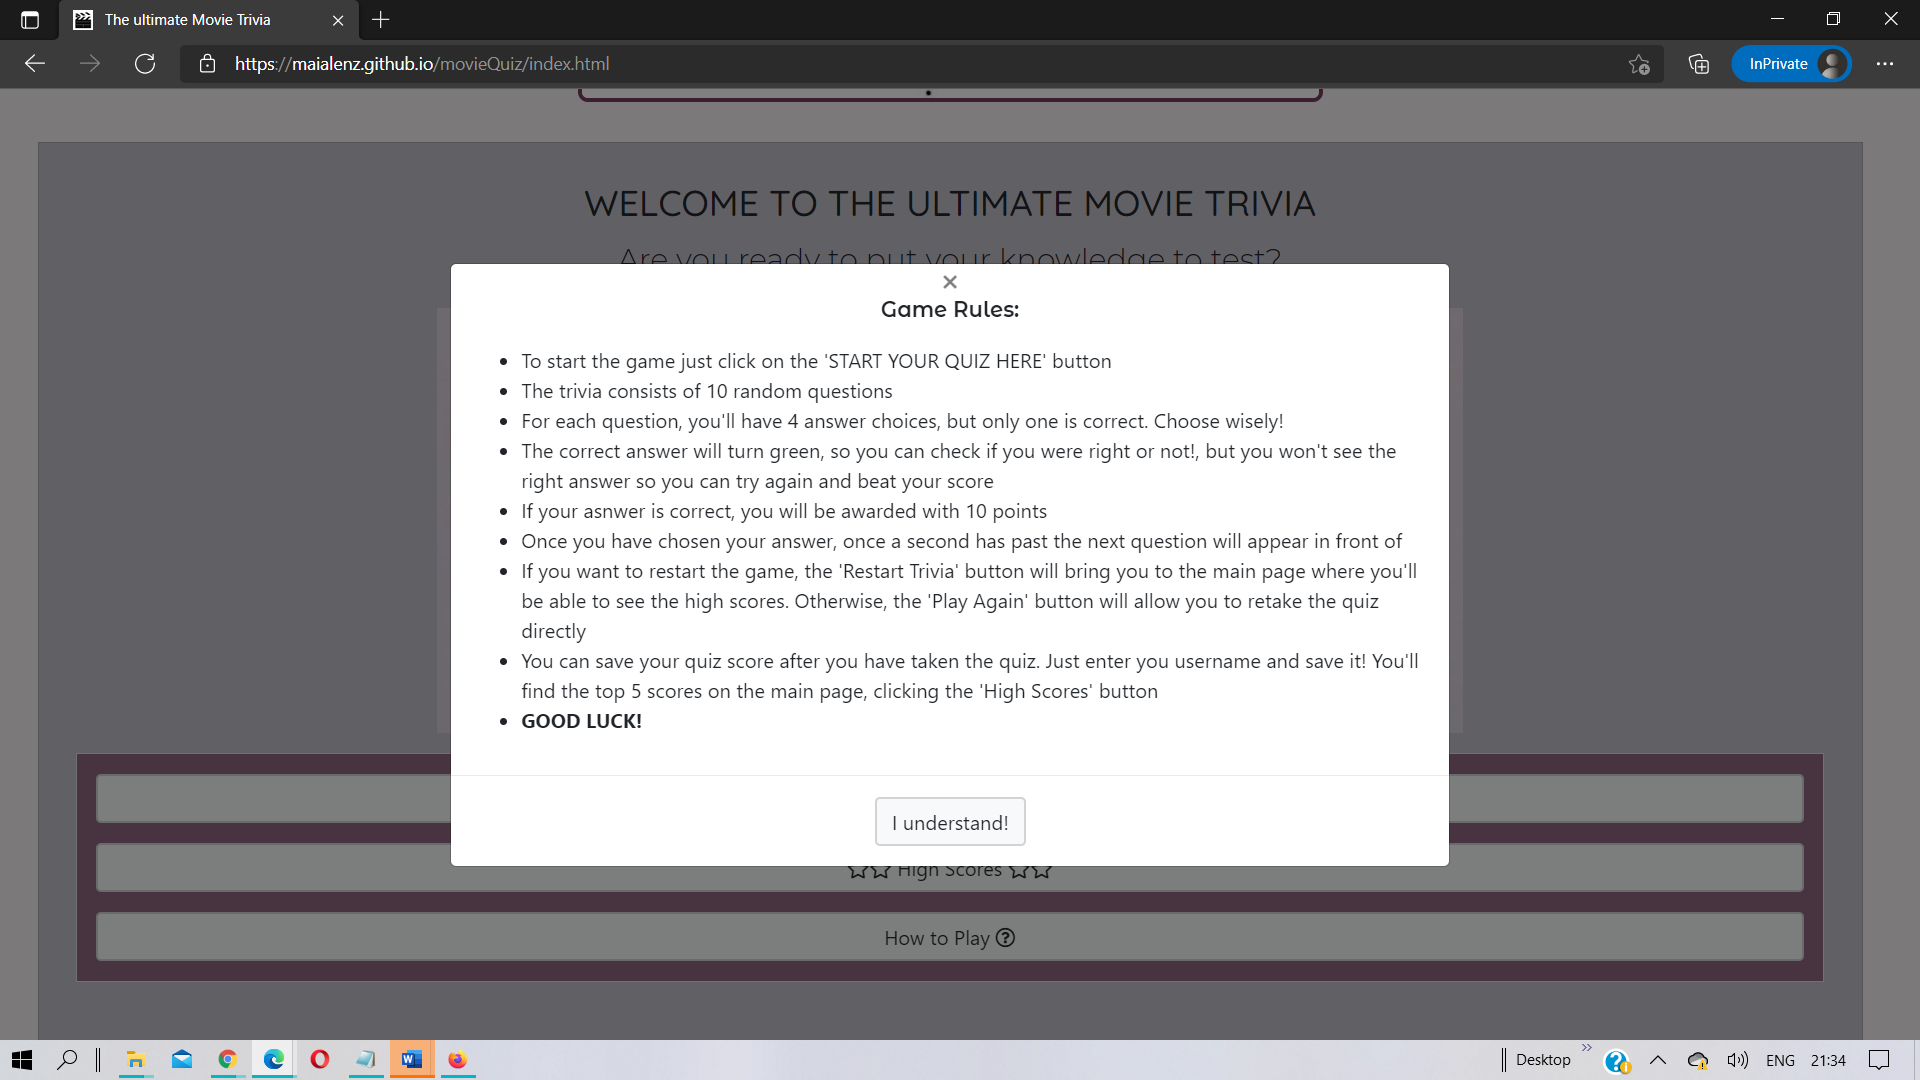 The ultimate Movie Trivia
https://maialenz.github.io/movieQuiz/index.html
InPrivate
WELCOME TO THE ULTIMATE MOVIE TRIVIA
Are you ready to put your knowledge to test?
Game Rules:
To start the game just click on the 'START YOUR QUIZ HERE' button
The trivia consists of 10 random questions
For each question, you'll have 4 answer choices, but only one is correct. Choose wisely!
The correct answer will turn green, so you can check if you were right or not!, but you won't see the
right answer so you can try again and beat your score
If your asnwer is correct, you will be awarded with 10 points
Once you have chosen your answer, once a second has past the next question will appear in front of
If you want to restart the game, the 'Restart Trivia' button will bring you to the main page where you'll
be able to see the high scores. Otherwise, the 'Play Again' button will allow you to retake the quiz
directly
You can save your quiz score after you have taken the quiz. Just enter you username and save it! You'll
find the top 5 scores on the main page, clicking the 'High Scores' button
GOOD LUCK!
I understand!
High Scores
How to Play
Desktop
ENG
21:34